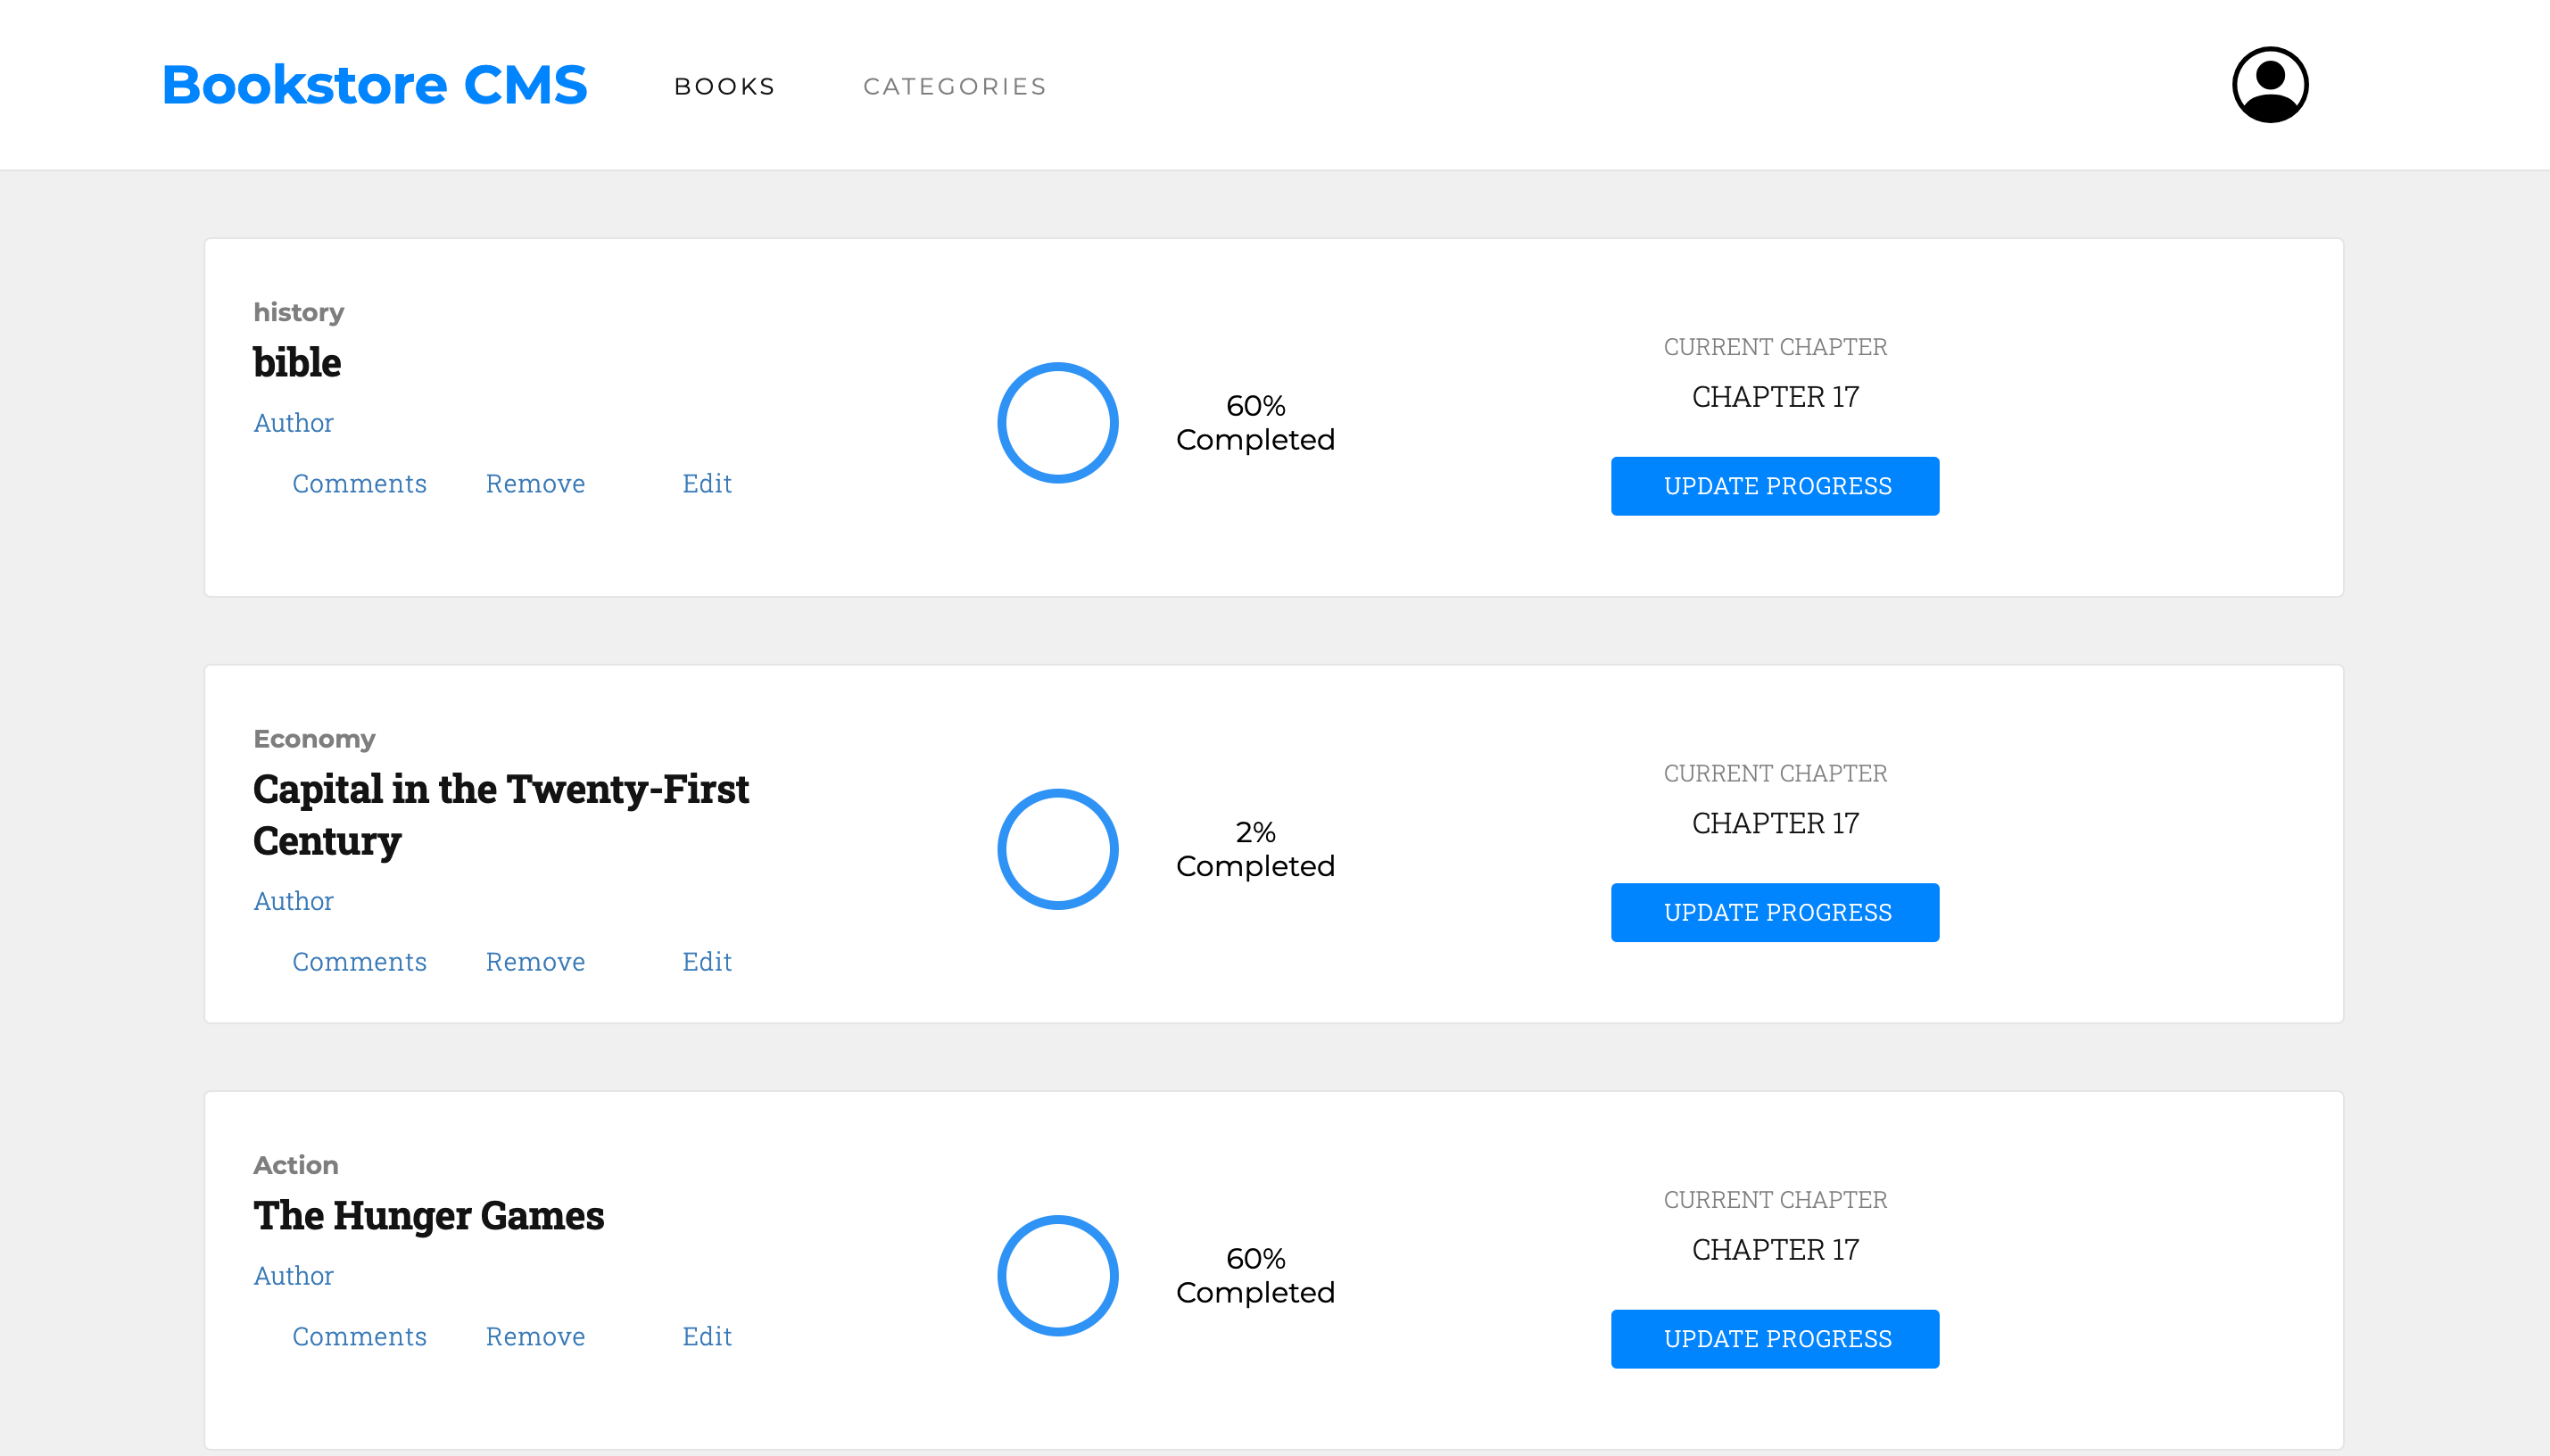 Bookstore CMS
BOOKS
CATEGORIES
history
bible
Author
Comments
Remove
Edit
60%
Completed
CURRENT CHAPTER
CHAPTER 17
UPDATE PROGRESS
Economy
Capital in the Twenty-First
Century
Author
Comments
Remove
Edit
2%
Completed
CURRENT CHAPTER
CHAPTER 17
UPDATE PROGRESS
Action
The Hunger Games
Author
Comments
Remove
Edit
60%
Completed
CURRENT CHAPTER
CHAPTER 17
UPDATE PROGRESS